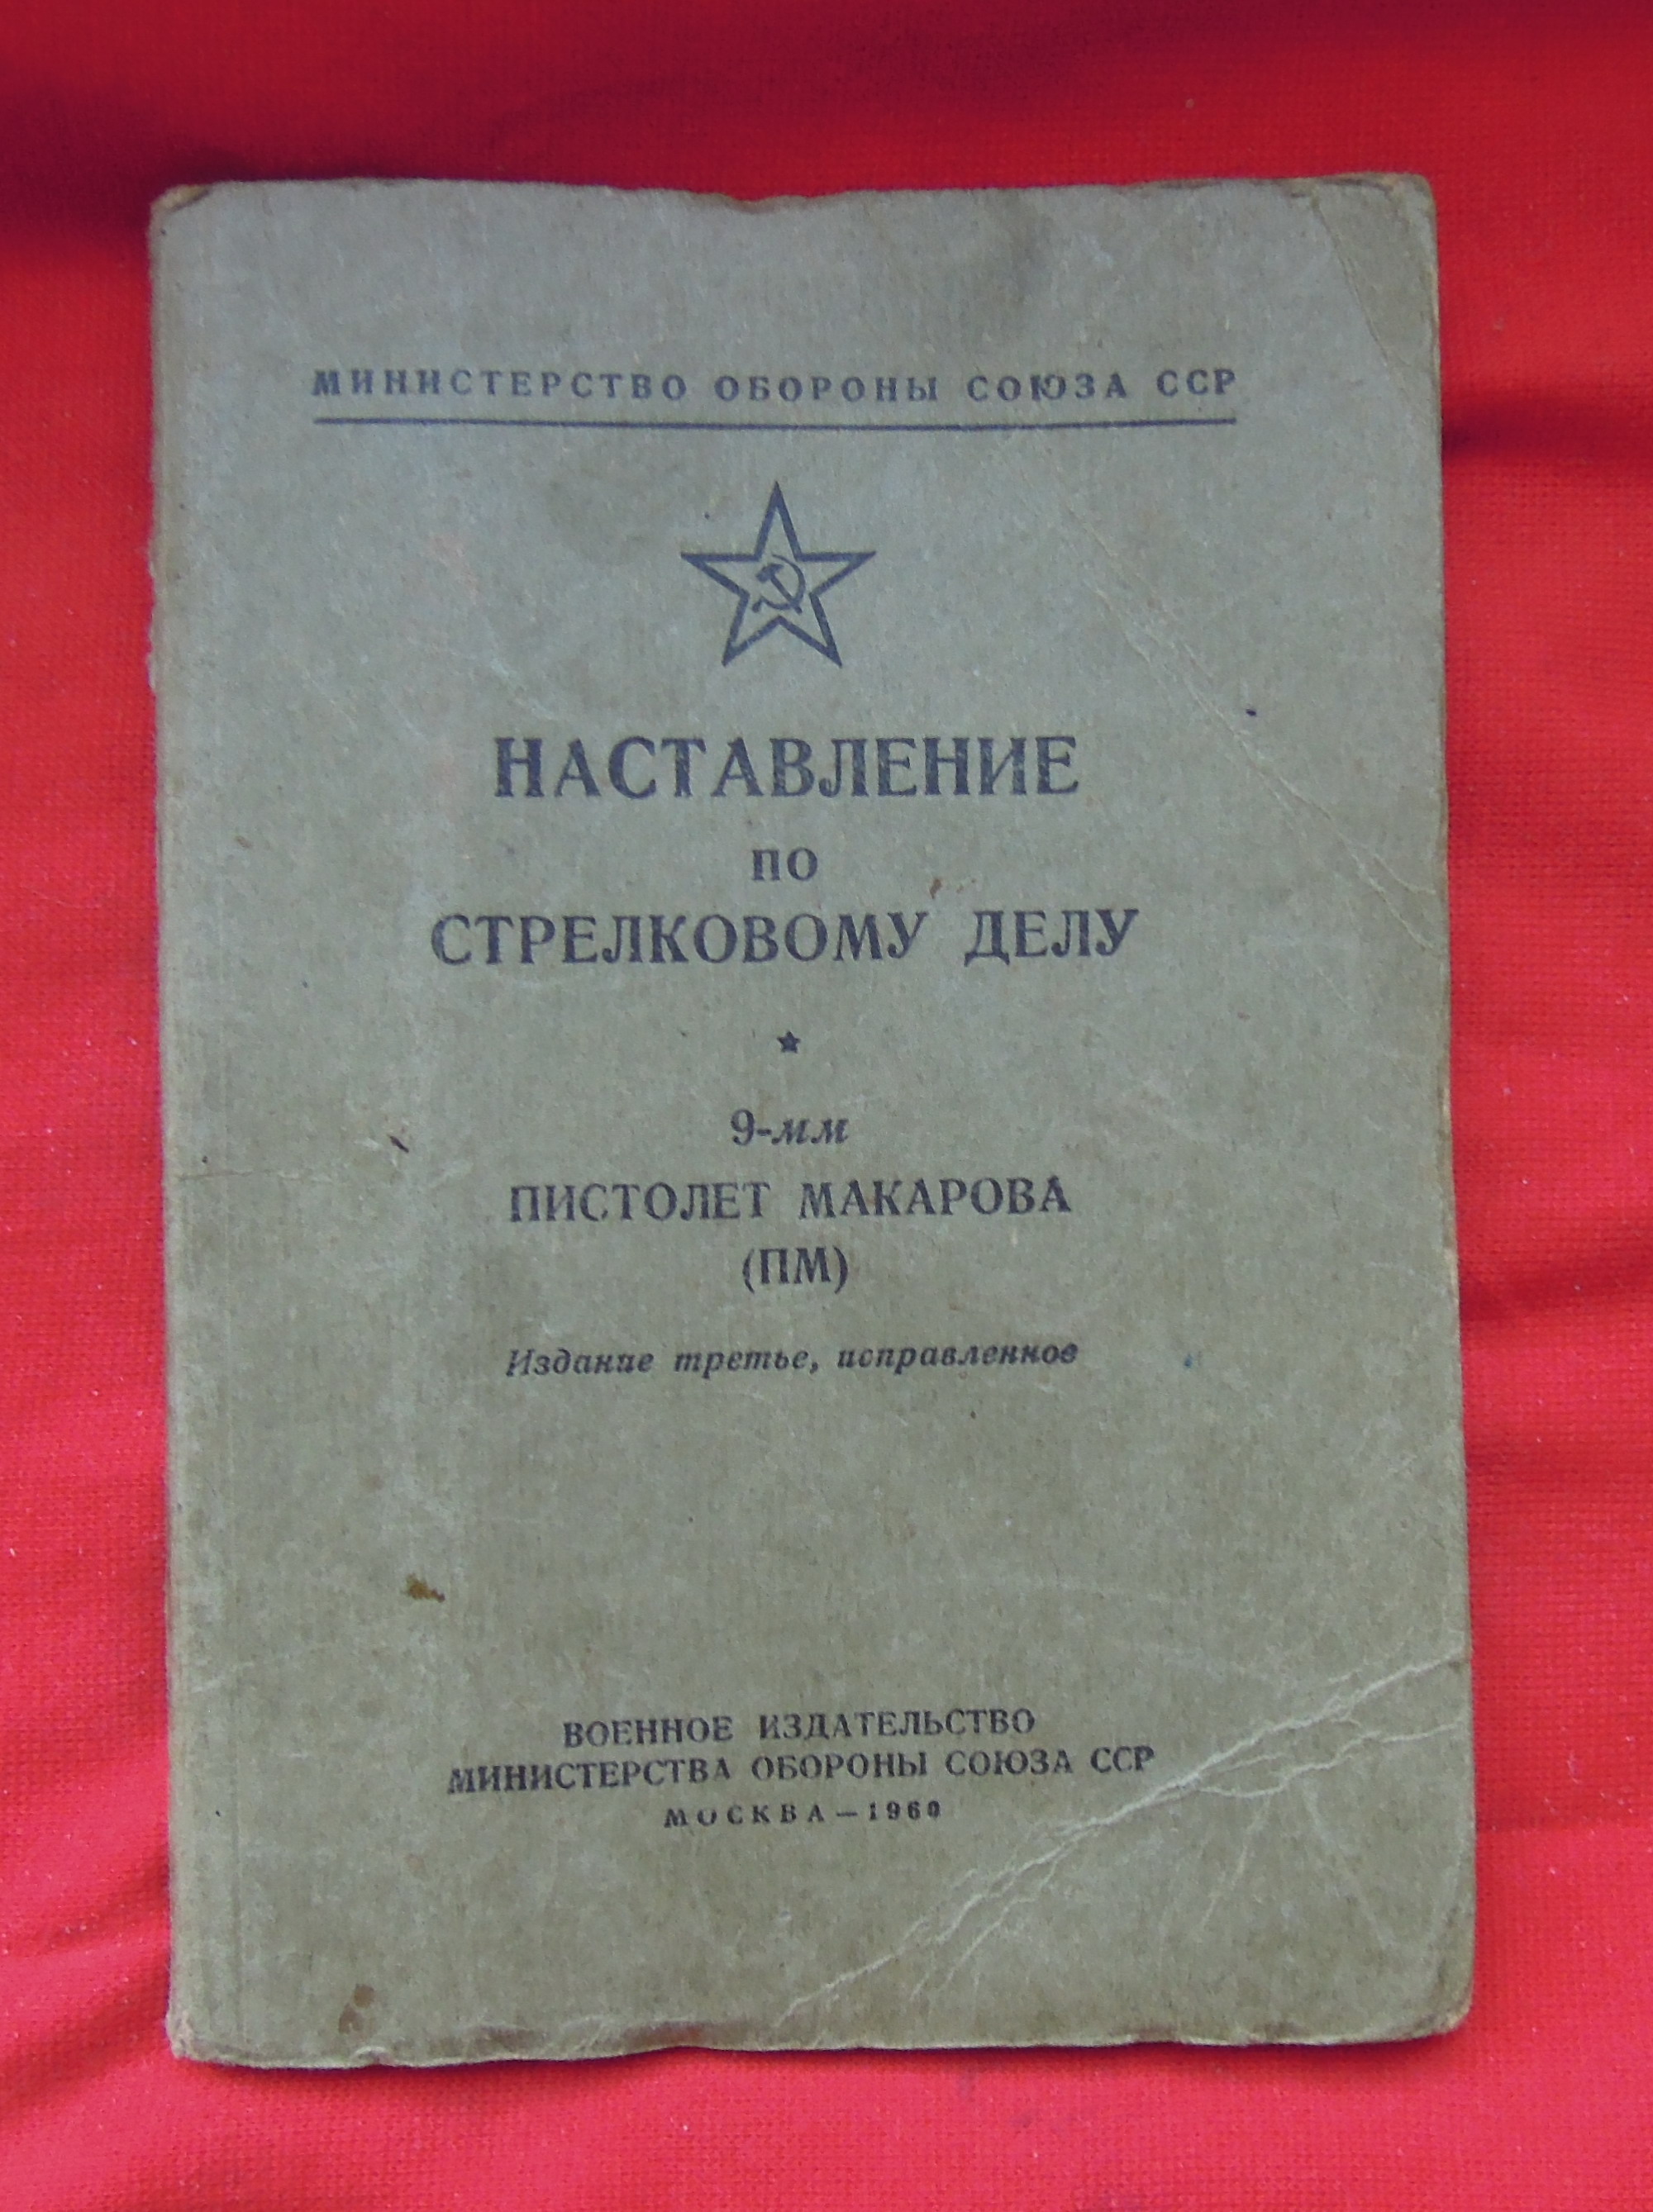 МИНИСТЕРСТВО ОБОРОНЫ СОЮЗА ССР
НАСТАВЛЕНИЕ
ПО
СТРЕЛКОВОМУ ДЕЛУ
9-мм
ПИСТОЛЕТ МАКАРОВА
(ПМ)
Издание третье, исправленное
ВОЕННОЕ ИЗДАТЕЛЬСТВО
МИНИСТЕРСТВА ОБОРОНЫ СОЮЗА ССР
МОСКВА — 1960